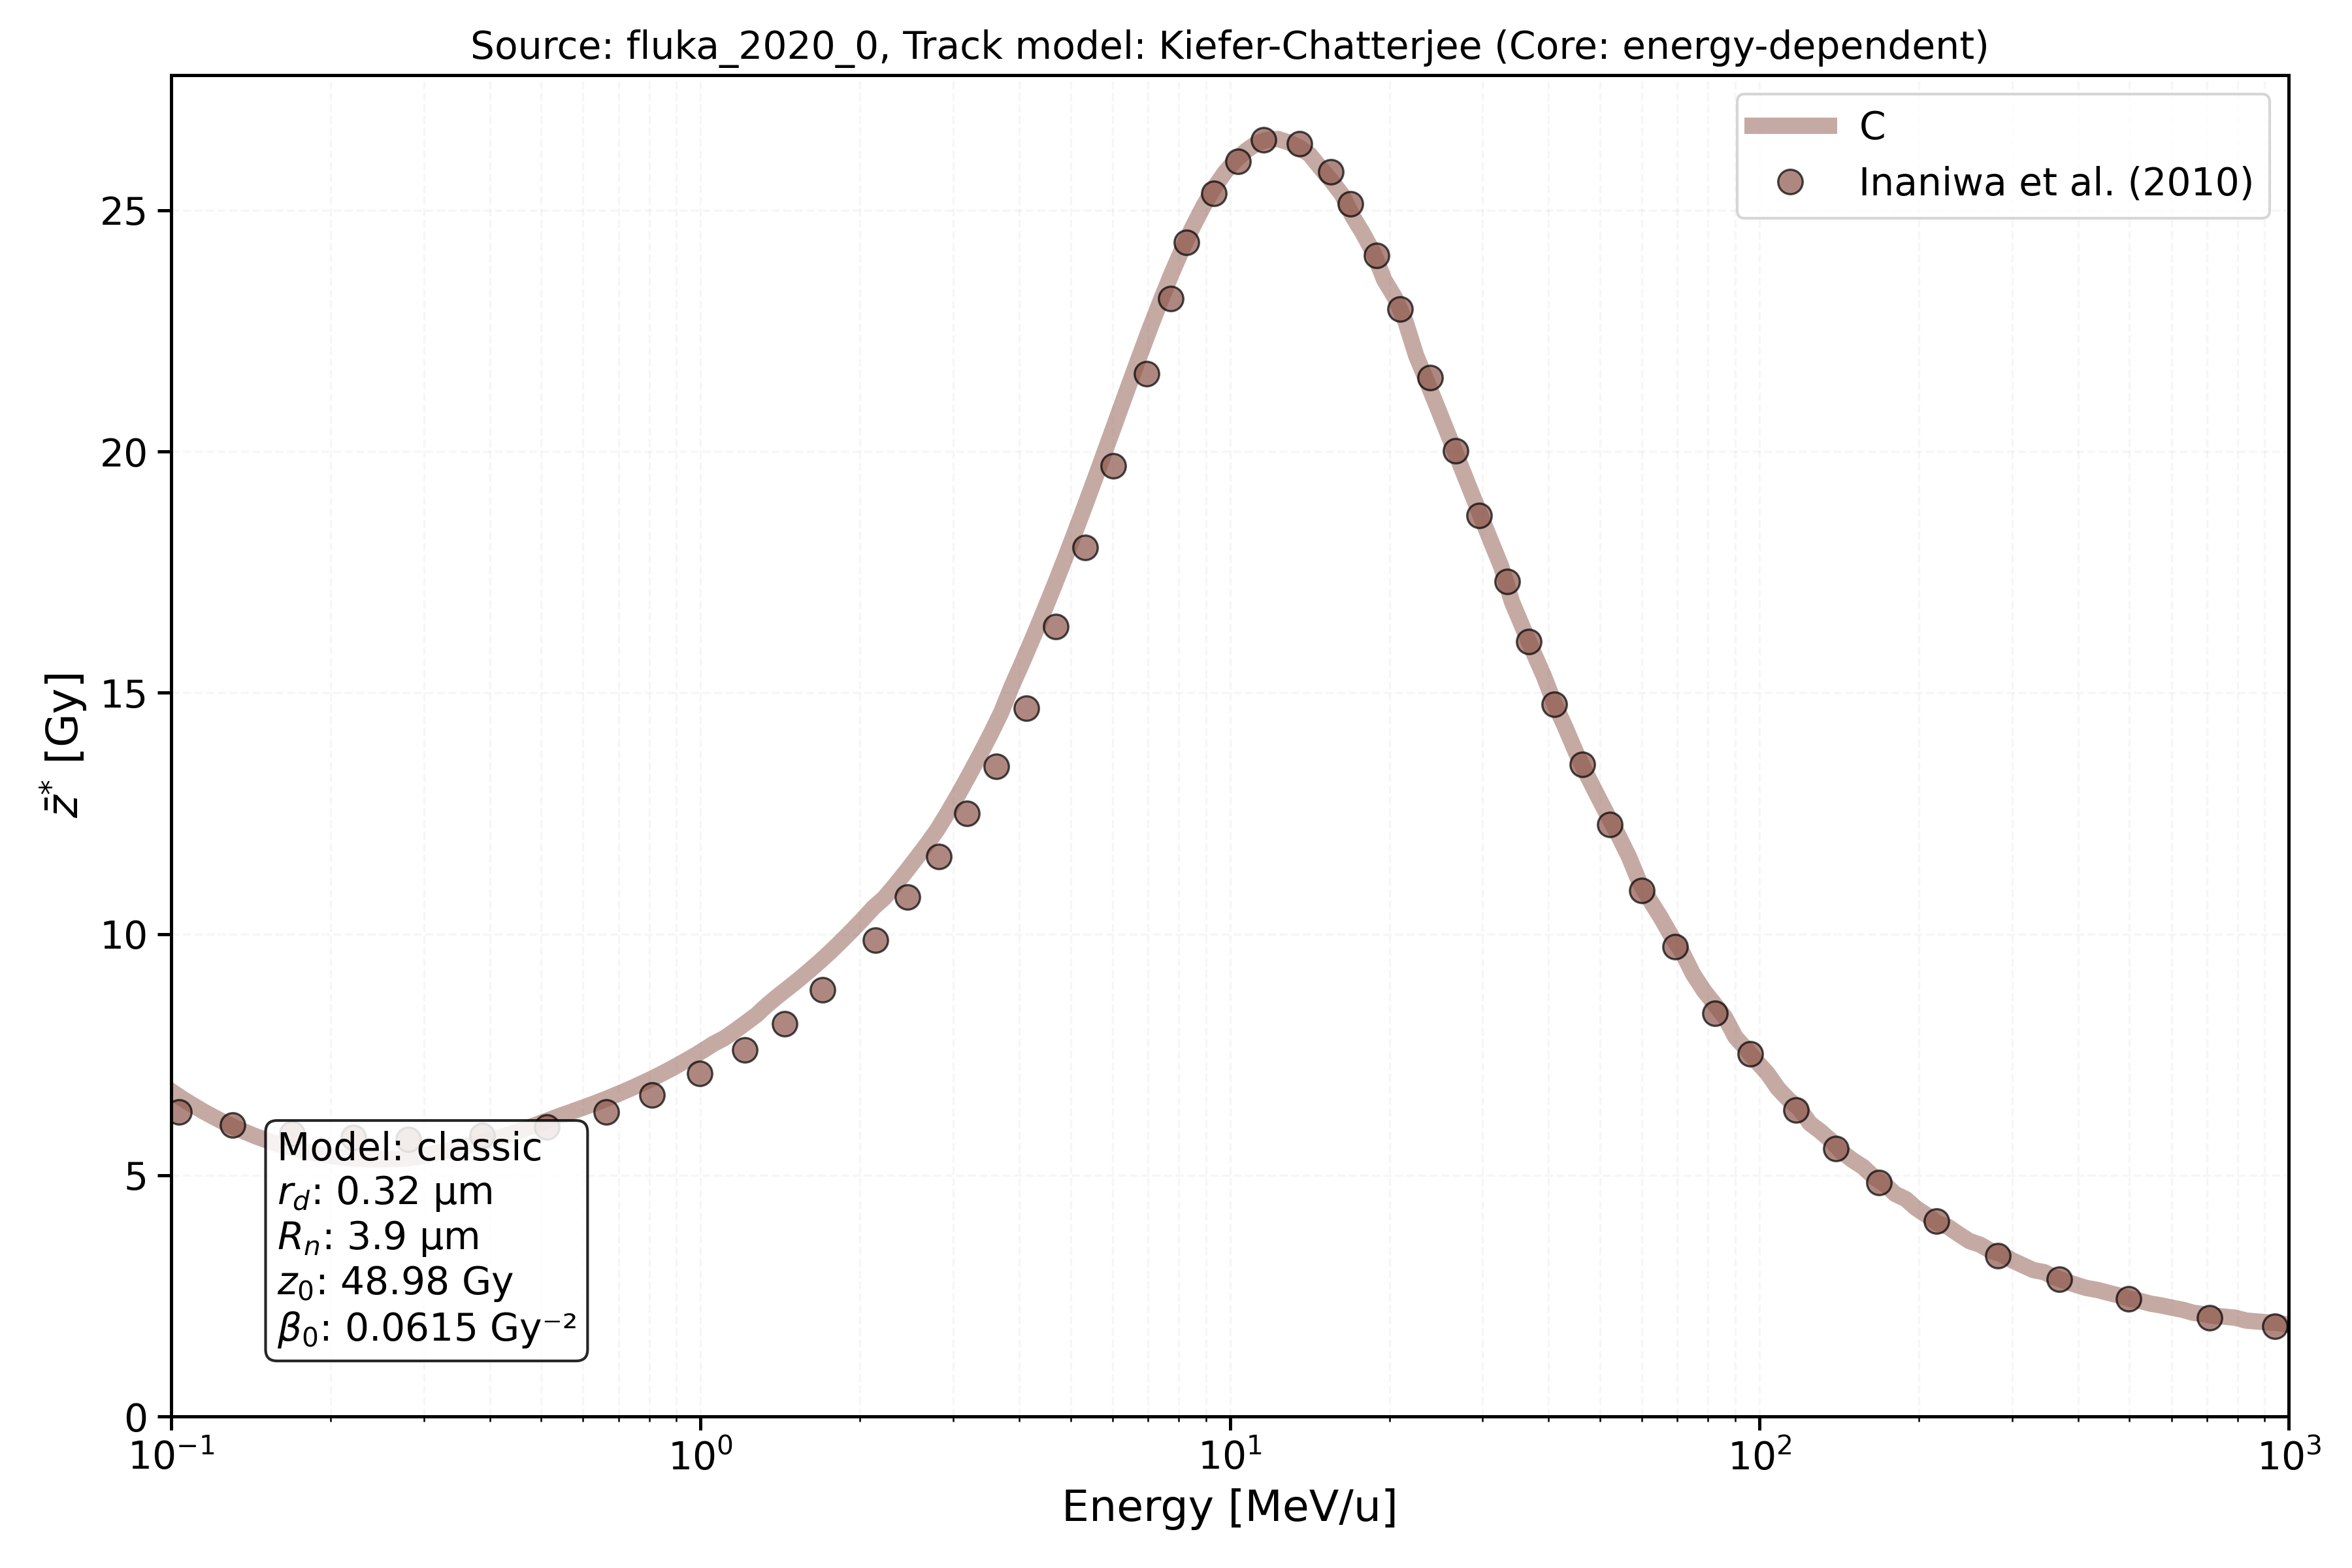 Source: fluka_2020_0, Track model: Kiefer-Chatterjee (Core: energy-dependent)
C
Inaniwa et al. (2010)
25
20
15
10
5
0
z̄* [Gy]
Model: classic
r_d: 0.32 µm
R_n: 3.9 µm
z₀: 48.98 Gy
β₀: 0.0615 Gy⁻²
10⁻¹ 10⁰ 10¹ 10² 10³
Energy [MeV/u]